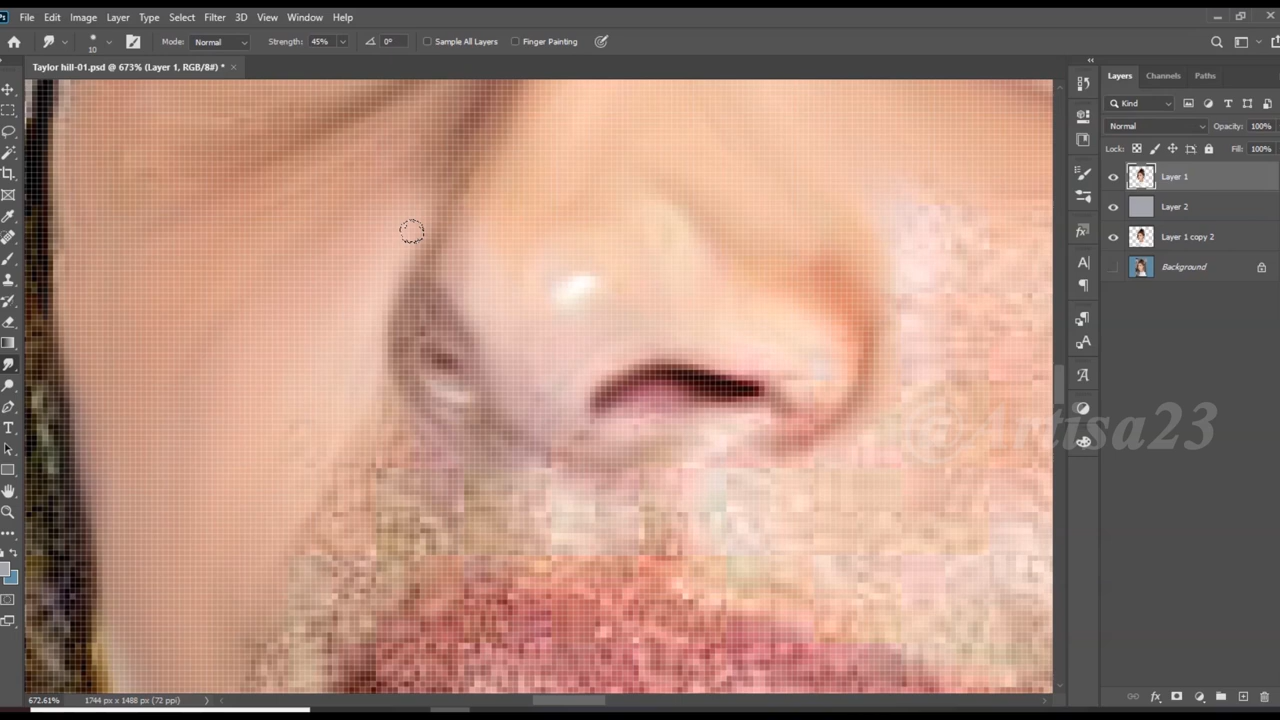 File Edit Image Layer Type Select Filter 3D View Window Help
10 Mode: Normal Strength: 45% 0° Sample All Layers Finger Painting
Taylor hill-01.psd @ 673% (Layer 1, RGB/8#) * ×
Layers Channels Paths
Kind
Normal Opacity: 100%
Lock: Fill: 100%
Layer 1
Layer 2
Layer 1 copy 2
Background
@Artisa23
672.61% 1744 px x 1488 px (72 ppi)